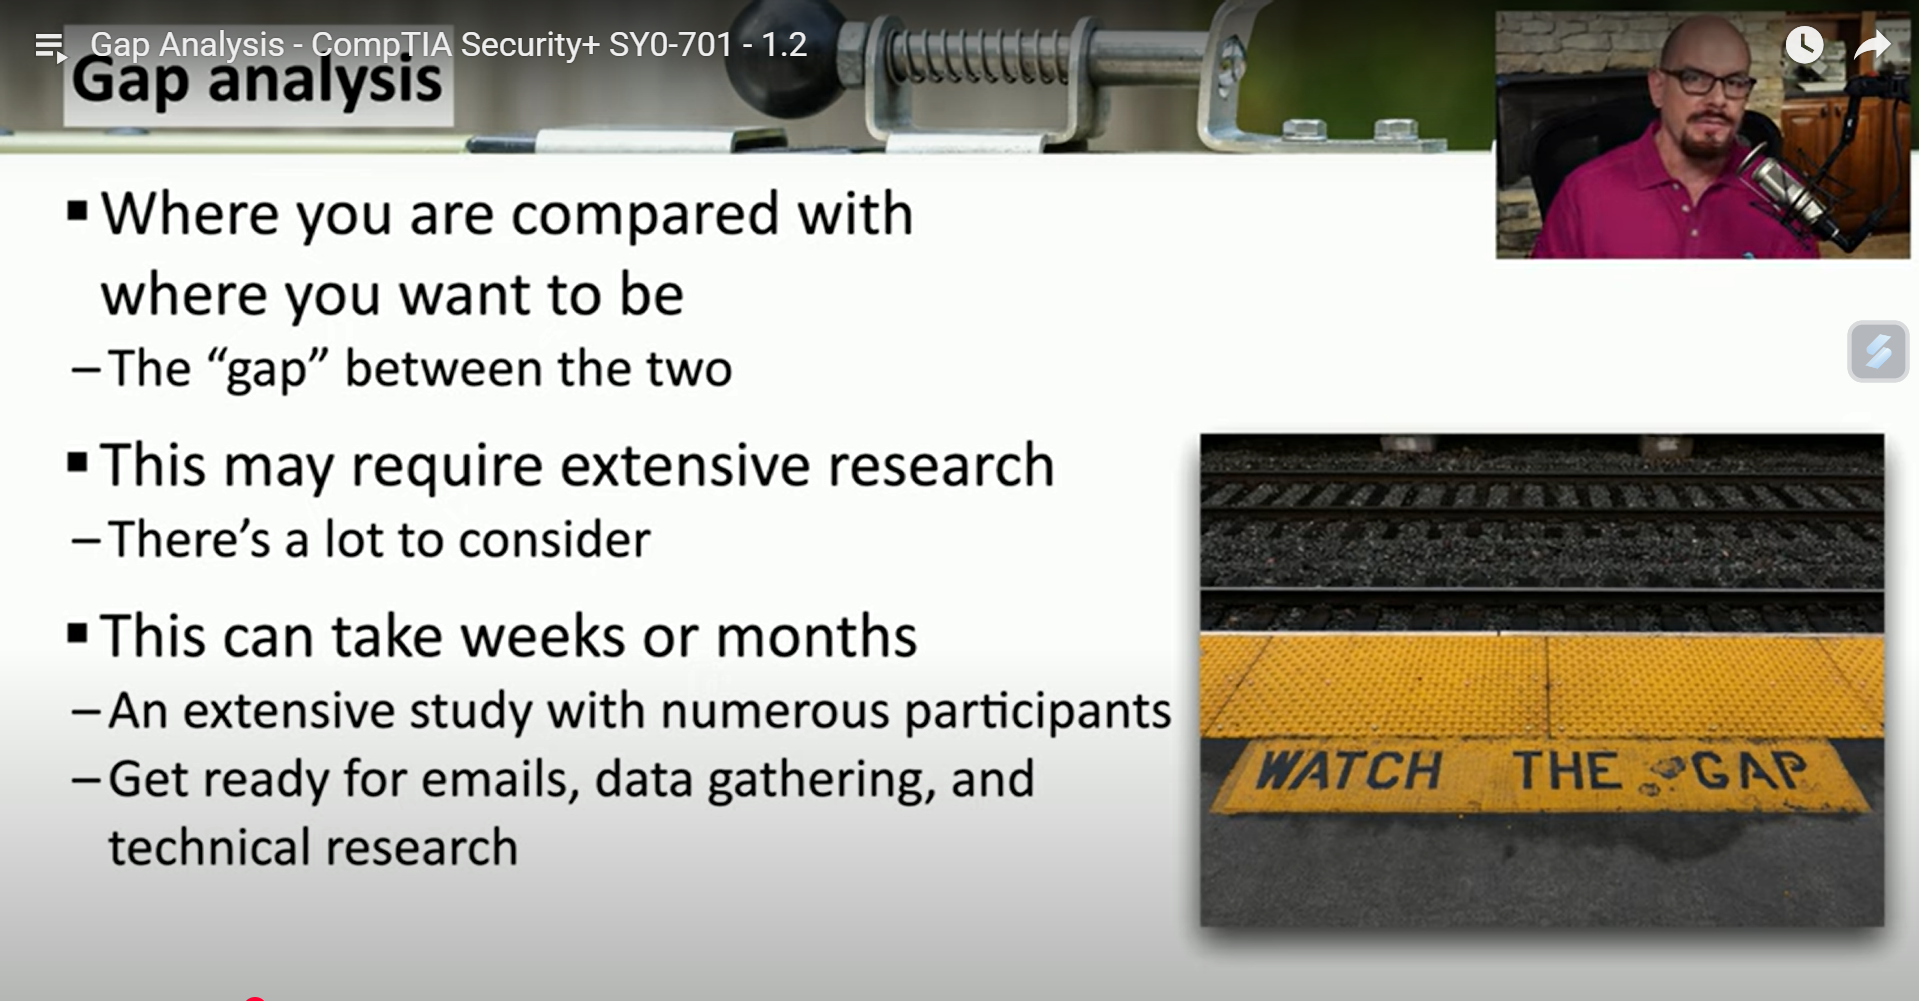 Gap Analysis - CompTIA Security+ SY0-701 - 1.2
Gap analysis
▪ Where you are compared with
where you want to be
– The “gap” between the two
▪ This may require extensive research
– There’s a lot to consider
▪ This can take weeks or months
– An extensive study with numerous participants
– Get ready for emails, data gathering, and
technical research
WATCH THE GAP